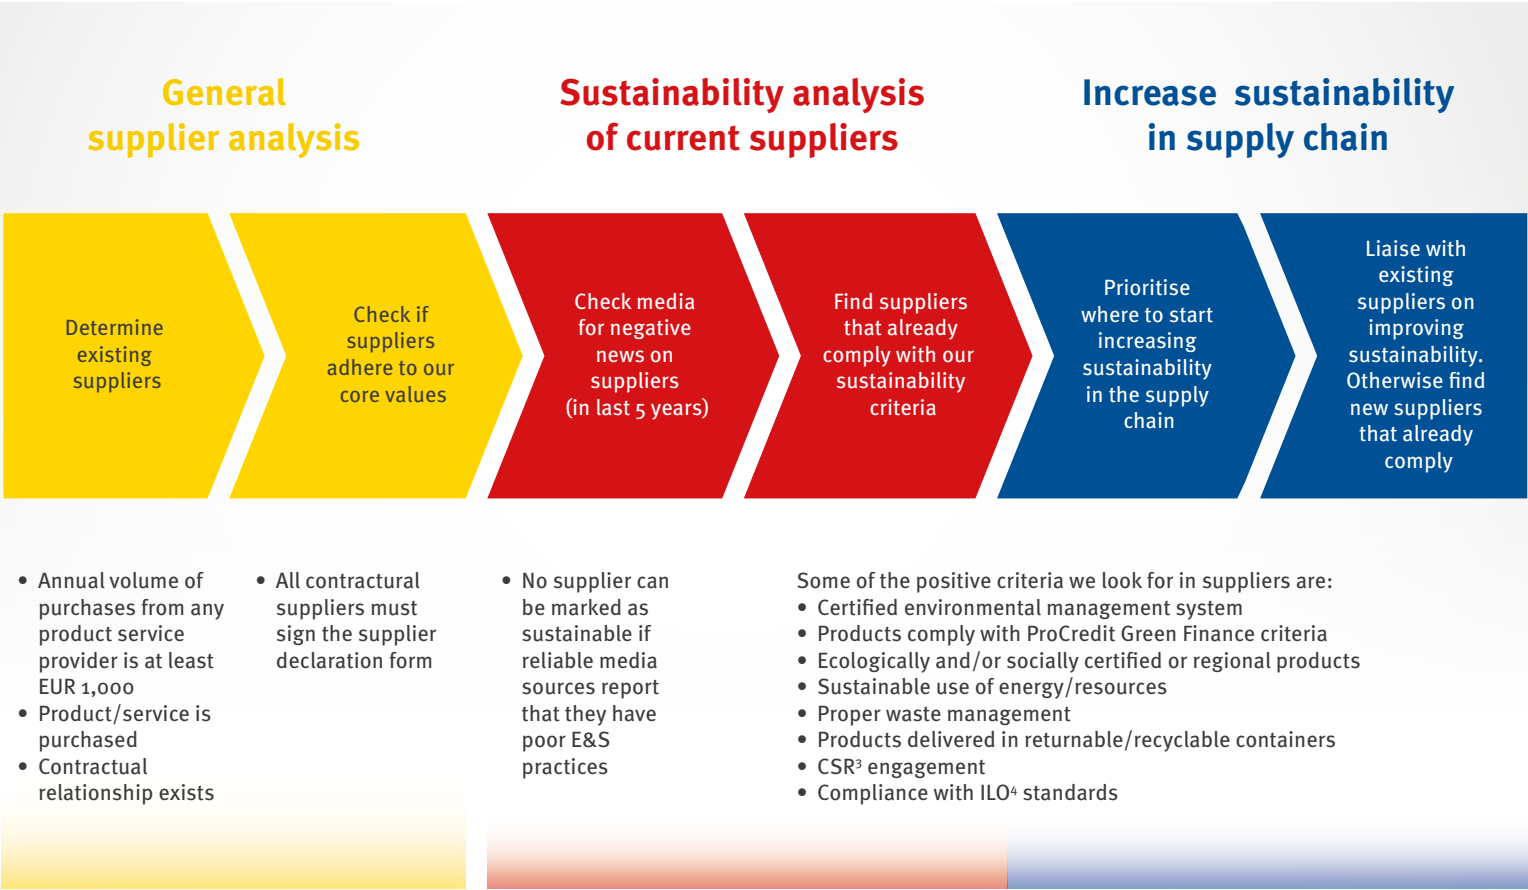 General
supplier analysis
Sustainability analysis
of current suppliers
Increase sustainability
in supply chain
Determine
existing
suppliers
Check if
suppliers
adhere to our
core values
Check media
for negative
news on
suppliers
(in last 5 years)
Find suppliers
that already
comply with our
sustainability
criteria
Prioritise
where to start
increasing
sustainability
in the supply
chain
Liaise with
existing
suppliers on
improving
sustainability.
Otherwise find
new suppliers
that already
comply
• Annual volume of
purchases from any
product service
provider is at least
EUR 1,000
• Product/service is
purchased
• Contractual
relationship exists
• All contractural
suppliers must
sign the supplier
declaration form
• No supplier can
be marked as
sustainable if
reliable media
sources report
that they have
poor E&S
practices
Some of the positive criteria we look for in suppliers are:
• Certified environmental management system
• Products comply with ProCredit Green Finance criteria
• Ecologically and/or socially certified or regional products
• Sustainable use of energy/resources
• Proper waste management
• Products delivered in returnable/recyclable containers
• CSR³ engagement
• Compliance with ILO⁴ standards